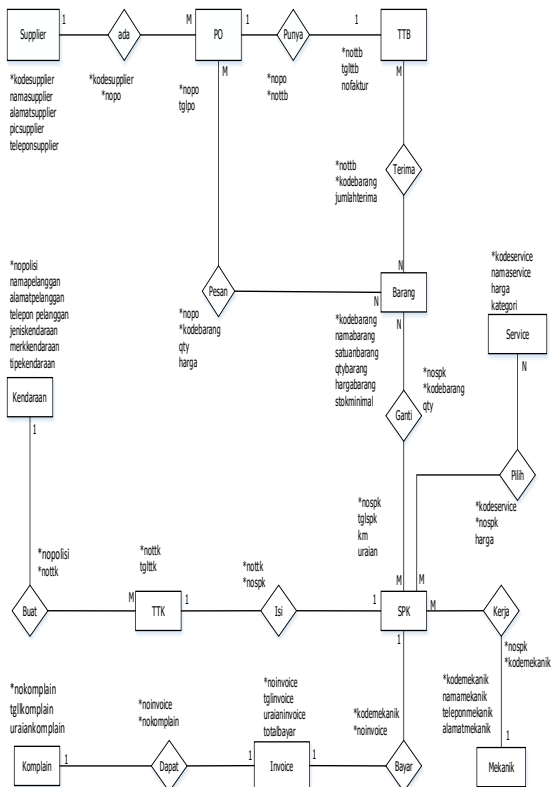 1
M
1
1
Supplier
ada
PO
Punya
TTB
*kodesupplier
namasupplier
alamatsupplier
picsupplier
teleponsupplier
*kodesupplier
*nopo
*nopo
tglpo
M
*nopo
*nottb
*nottb
tglttb
nofaktur
M
*nottb
*kodebarang
jumlahterima
Terima
N
*nopolisi
namapelanggan
alamatpelanggan
telepon pelanggan
jeniskendaraan
merkkendaraan
tipekendaraan
Pesan
*nopo
*kodebarang
qty
harga
N
Barang
*kodebarang
namabarang
satuanbarang
qtybarang
hargabarang
stokminimal
N
*kodeservice
namaservice
harga
kategori
Service
N
Kendaraan
1
*nospk
*kodebarang
qty
Ganti
Pilih
*kodeservice
*nospk
harga
*nospk
tglspk
km
uraian
M
M
*nopolisi
*nottk
*nottk
tglttk
*nottk
*nospk
Buat
M
TTK
1
Isi
1
SPK
M
Kerja
1
*nospk
*kodemekanik
*kodemekanik
namamekanik
teleponmekanik
alamatmekanik
1
Mekanik
*nokomplain
tgllkomplain
uraiankomplain
*noinvoice
*nokomplain
*noinvoice
tglinvoice
uraianinvoice
totalbayar
*kodemekanik
*noinvoice
Komplain
1
Dapat
1
Invoice
1
Bayar